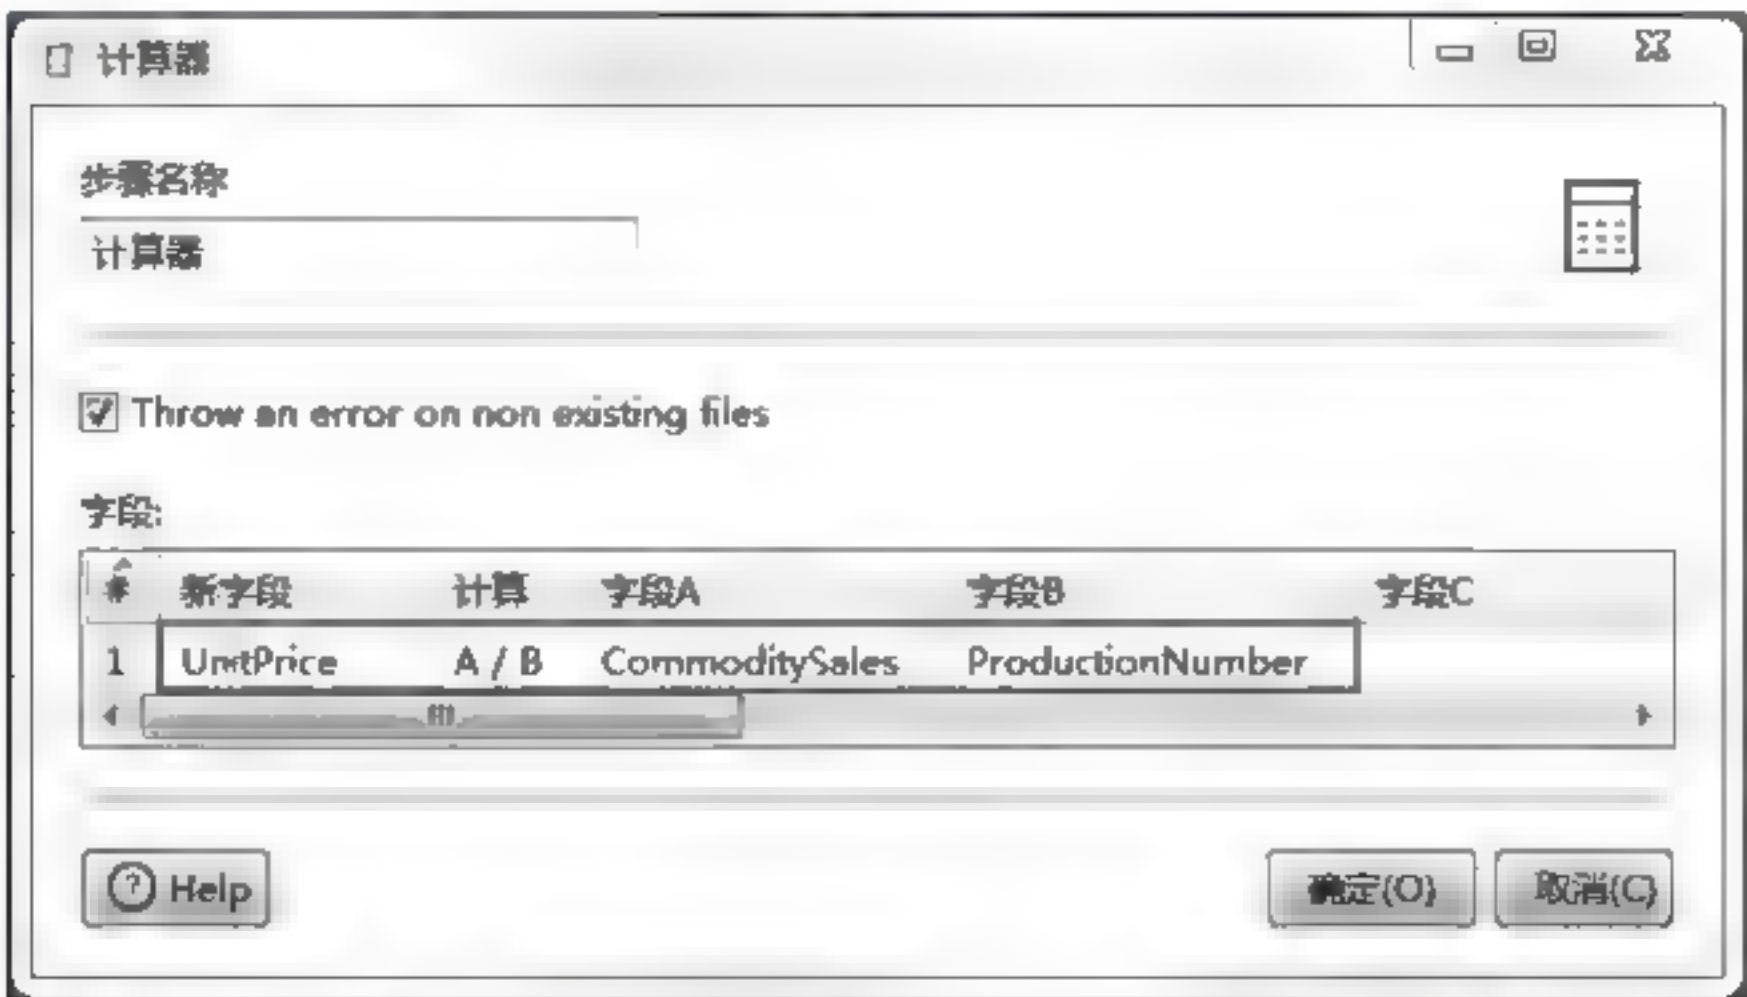 计算器
步骤名称
计算器
Throw an error on non existing files
字段:
# 新字段 计算 字段A 字段B 字段C
1 UnitPrice A / B CommoditySales ProductionNumber
Help 确定(O) 取消(C)